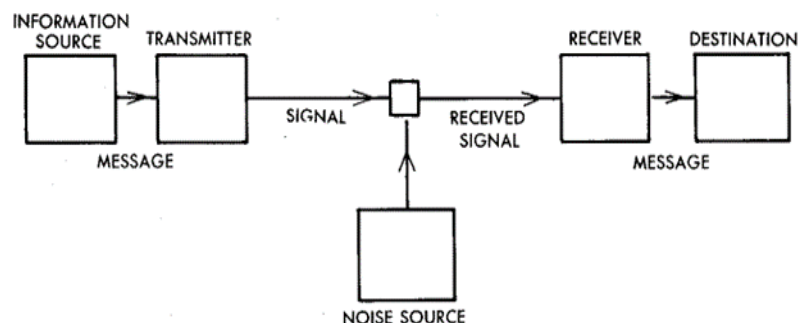 INFORMATION
SOURCE
TRANSMITTER
RECEIVER
DESTINATION
SIGNAL
RECEIVED
SIGNAL
MESSAGE
MESSAGE
NOISE SOURCE